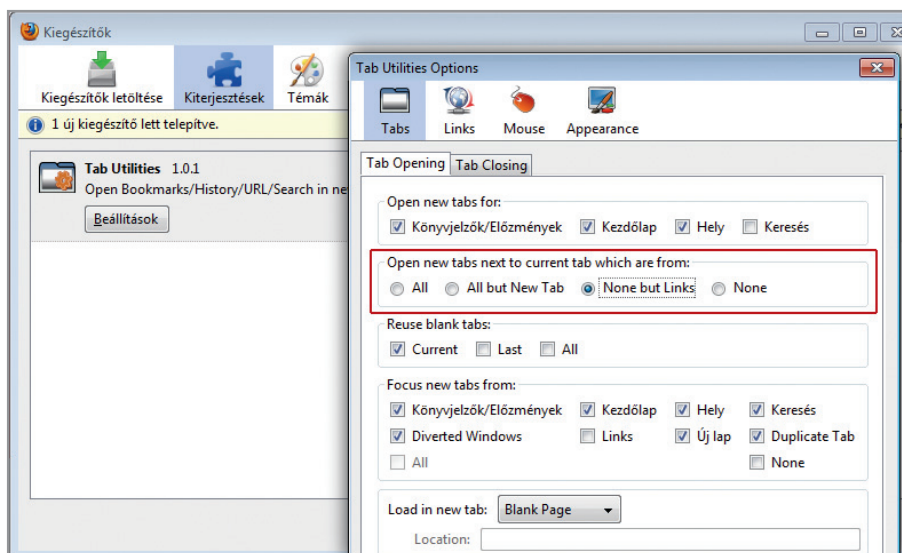 Kiegészítők
Kiegészítők letöltése Kiterjesztések Témák
1 új kiegészítő lett telepítve.
Tab Utilities 1.0.1
Open Bookmarks/History/URL/Search in ne
Beállítások
Tab Utilities Options
Tabs Links Mouse Appearance
Tab Opening Tab Closing
Open new tabs for:
Könyvjelzők/Előzmények Kezdőlap Hely Keresés
Open new tabs next to current tab which are from:
All All but New Tab None but Links None
Reuse blank tabs:
Current Last All
Focus new tabs from:
Könyvjelzők/Előzmények Kezdőlap Hely Keresés
Diverted Windows Links Új lap Duplicate Tab
All None
Load in new tab: Blank Page
Location: